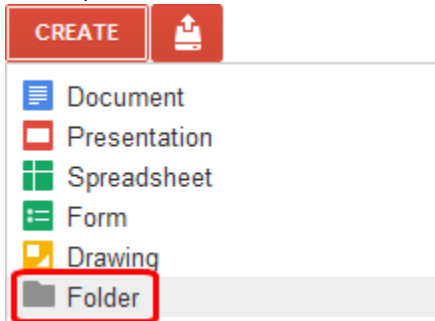 CREATE
Document
Presentation
Spreadsheet
Form
Drawing
Folder